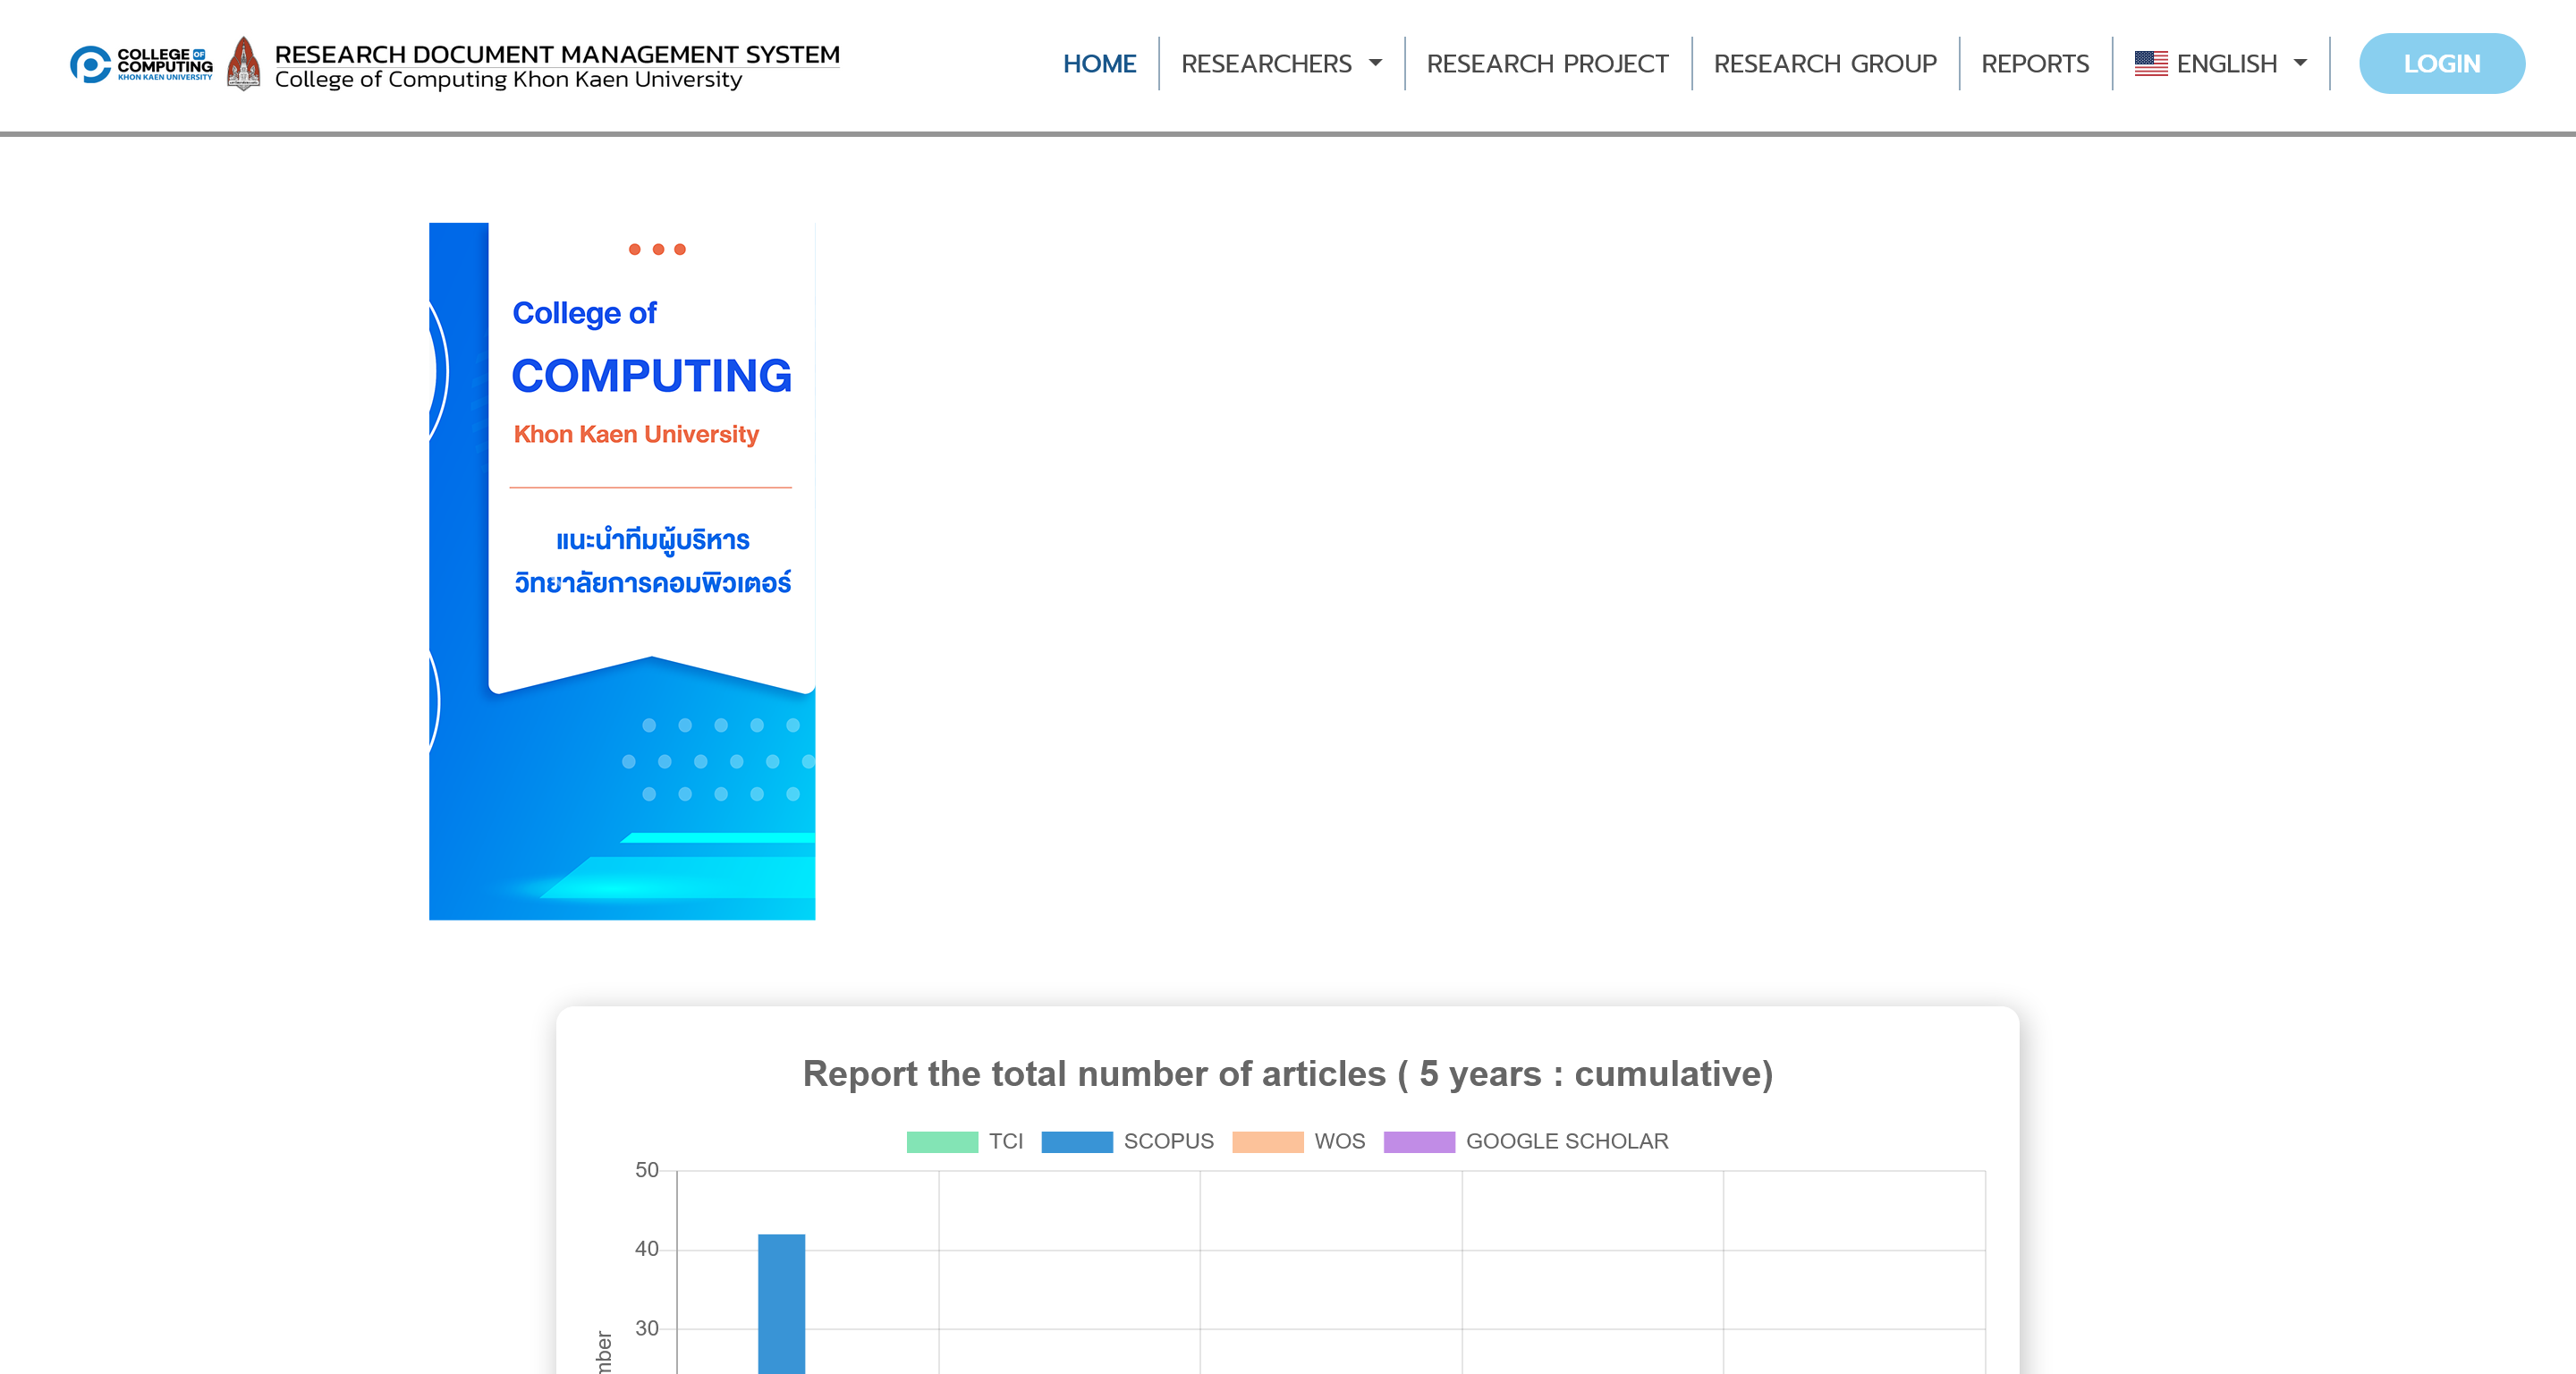 COLLEGE OF
COMPUTING
KHON KAEN UNIVERSITY
RESEARCH DOCUMENT MANAGEMENT SYSTEM
College of Computing Khon Kaen University
HOME
RESEARCHERS
RESEARCH PROJECT
RESEARCH GROUP
REPORTS
ENGLISH
LOGIN
College of
COMPUTING
Khon Kaen University
แนะนำทีมผู้บริหาร
วิทยาลัยการคอมพิวเตอร์
Report the total number of articles ( 5 years : cumulative)
TCI
SCOPUS
WOS
GOOGLE SCHOLAR
50
40
30